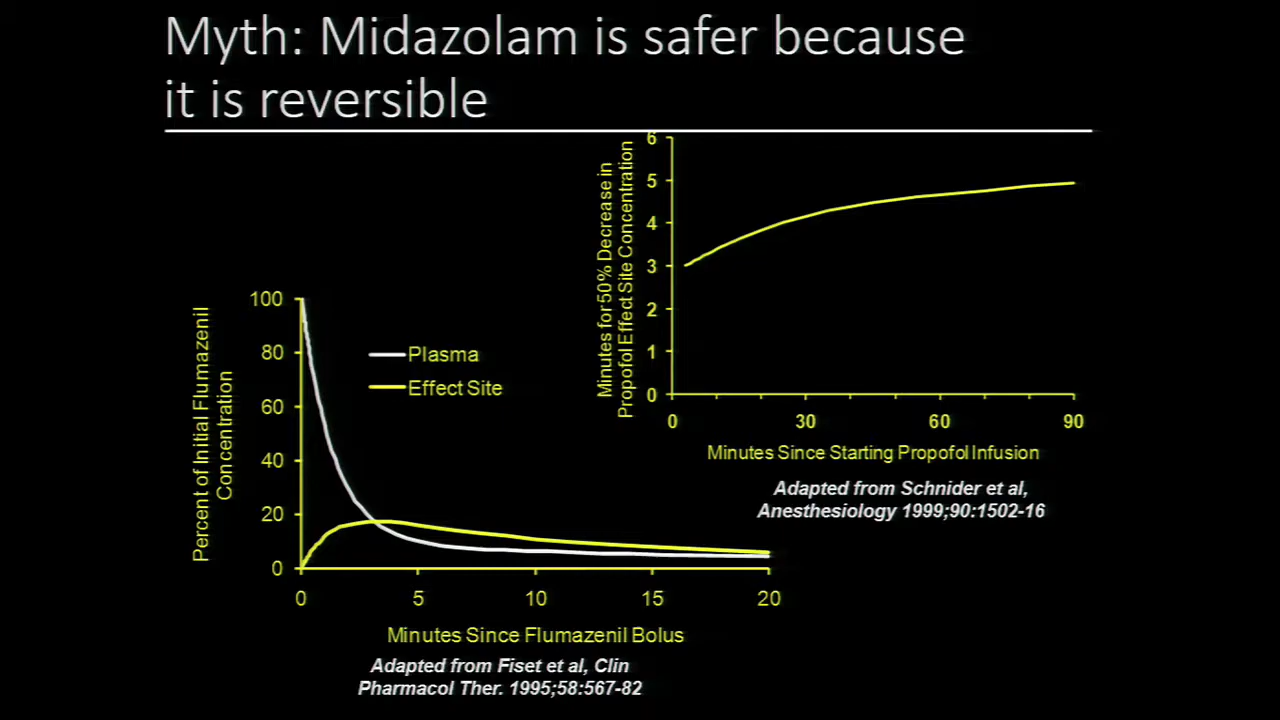 Myth: Midazolam is safer because
it is reversible
Minutes for 50% Decrease in
Propofol Effect Site Concentration
6
5
4
3
2
1
0
0 30 60 90
Minutes Since Starting Propofol Infusion
Adapted from Schnider et al,
Anesthesiology 1999;90:1502-16
Percent of Initial Flumazenil
Concentration
100
80
60
40
20
0
Plasma
Effect Site
0 5 10 15 20
Minutes Since Flumazenil Bolus
Adapted from Fiset et al, Clin
Pharmacol Ther. 1995;58:567-82